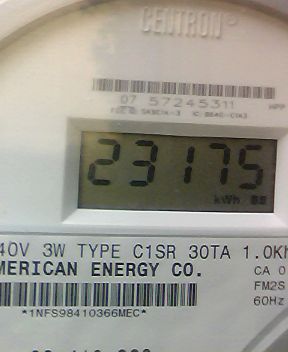 CENTRON®
07 57245311 HPP
23175
kWh
40V 3W TYPE C1SR 30TA 1.0K
MERICAN ENERGY CO. CA 0
FM2S
60Hz
*1NFS98410366MEC*